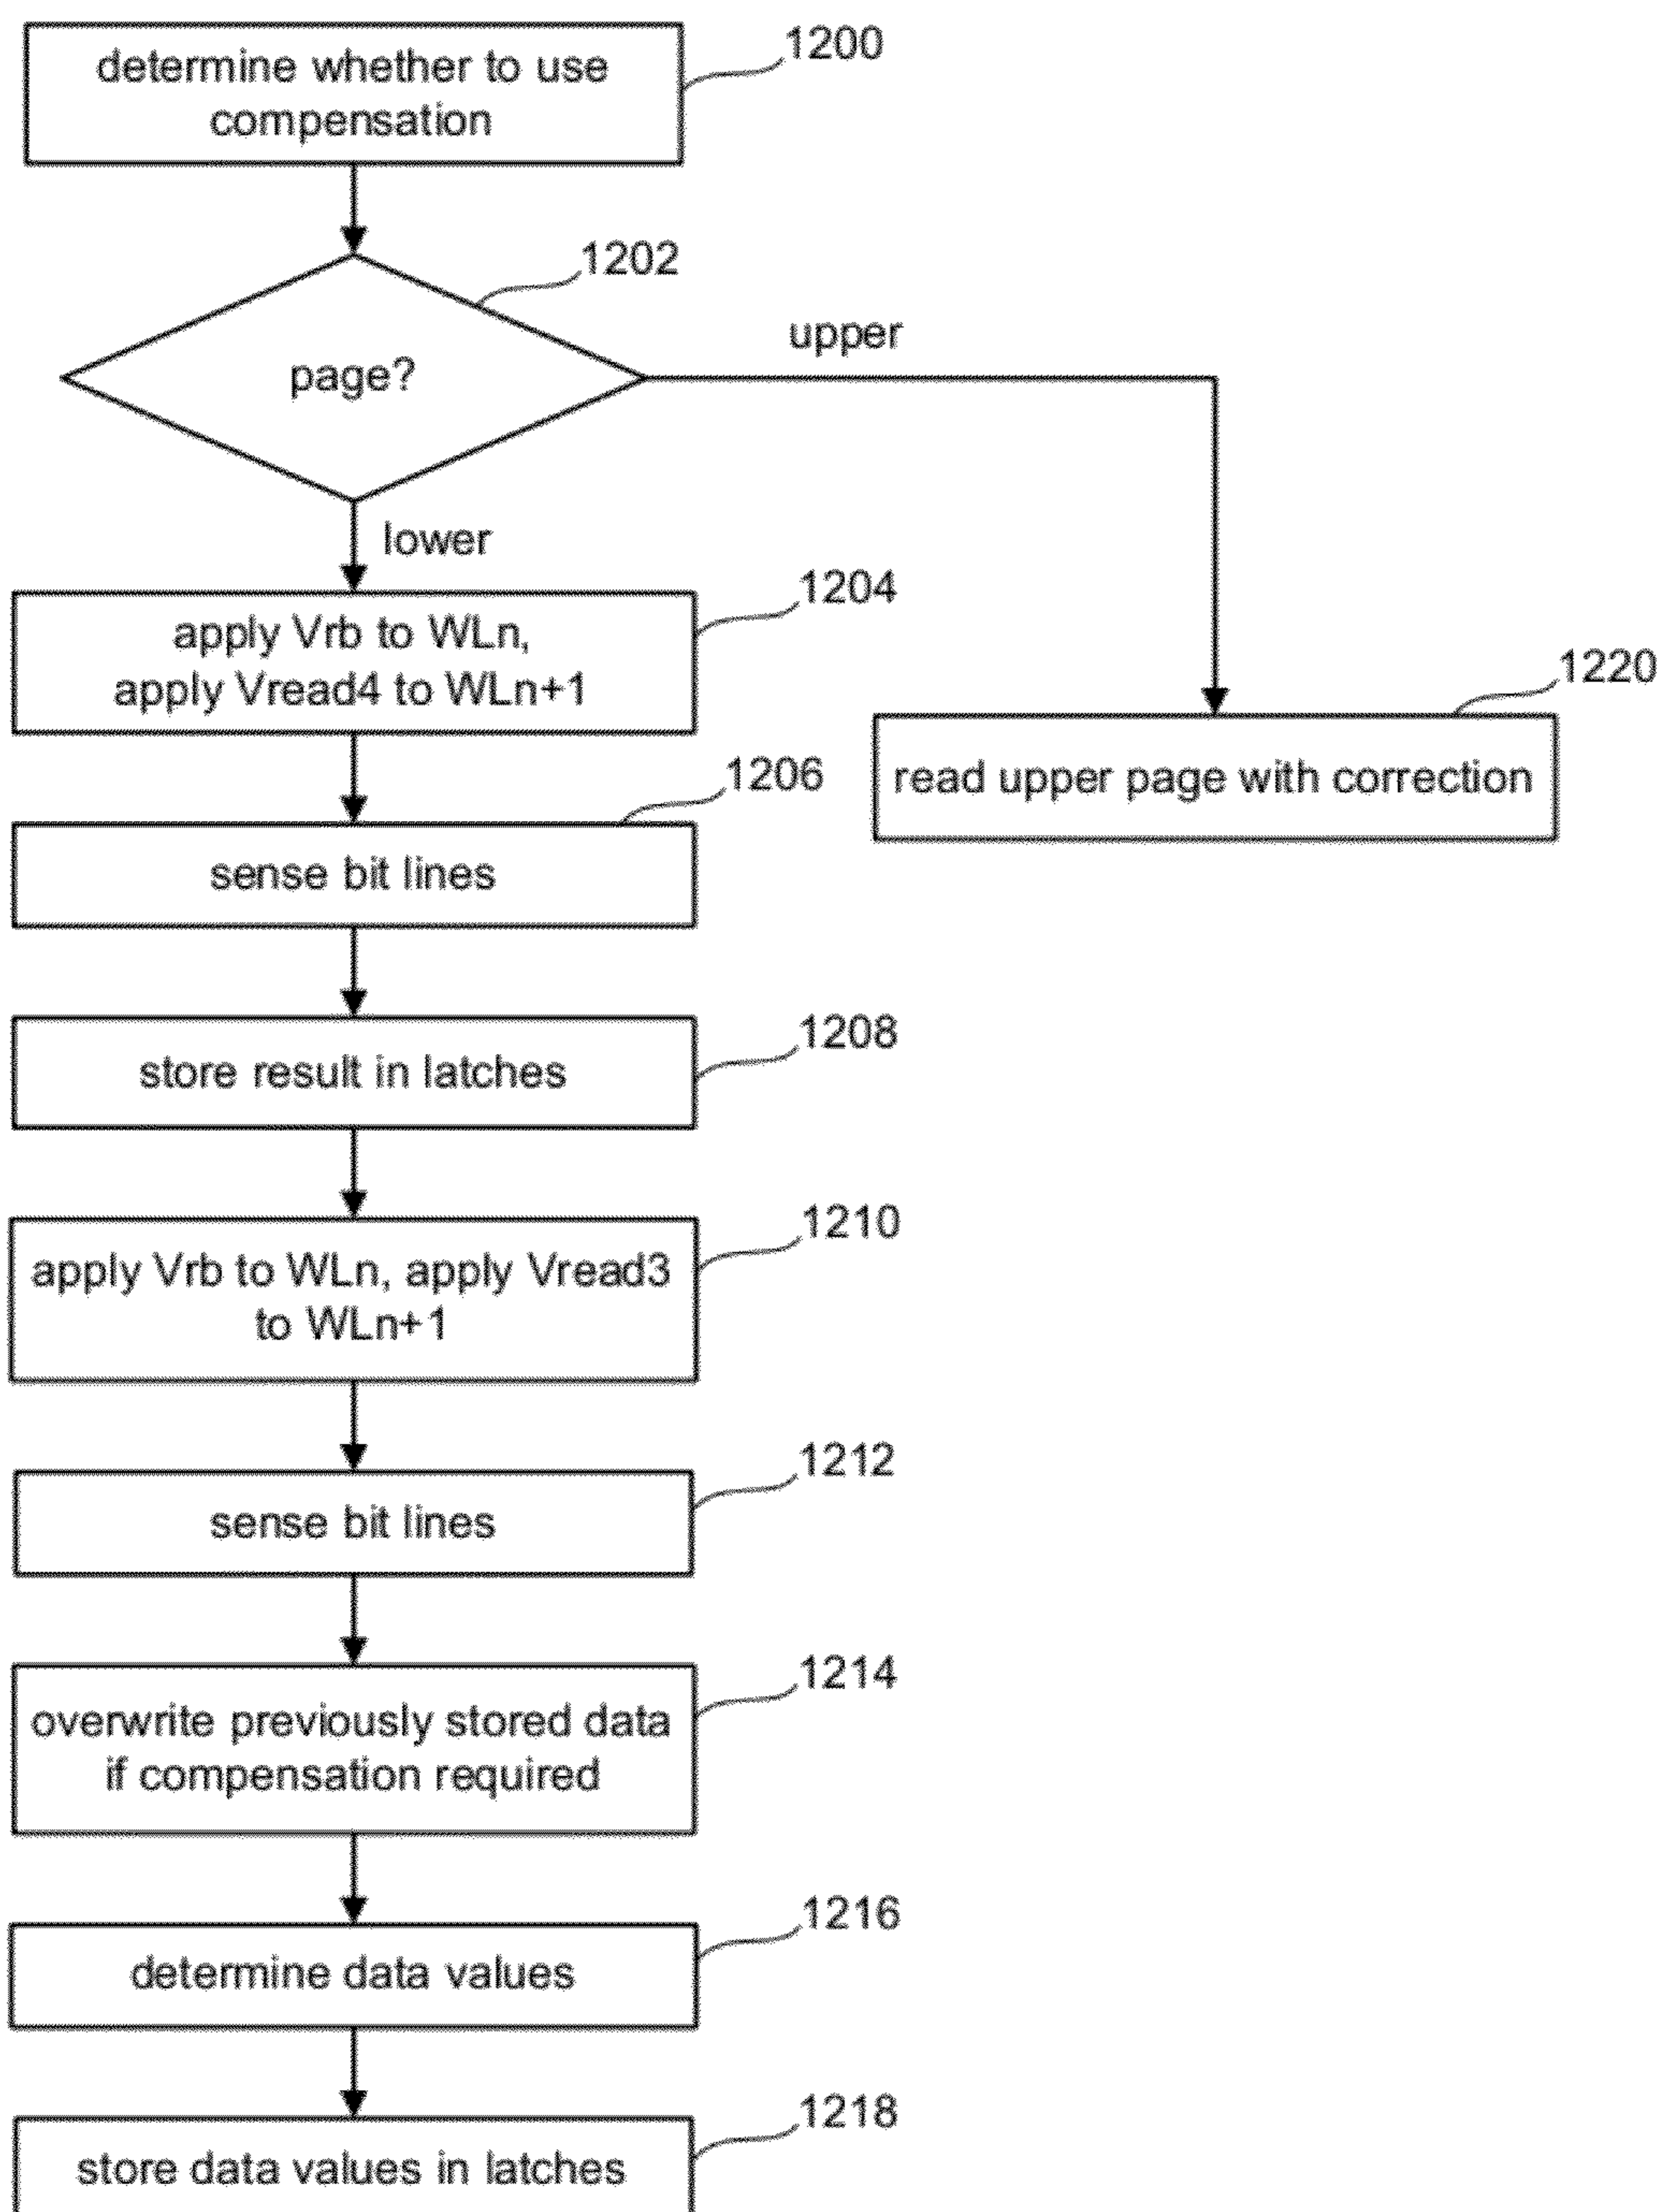 determine whether to use
compensation
1200
1202
page?
upper
lower
1204
apply Vrb to WLn,
apply Vread4 to WLn+1
1220
read upper page with correction
1206
sense bit lines
1208
store result in latches
1210
apply Vrb to WLn, apply Vread3
to WLn+1
1212
sense bit lines
1214
overwrite previously stored data
if compensation required
1216
determine data values
1218
store data values in latches